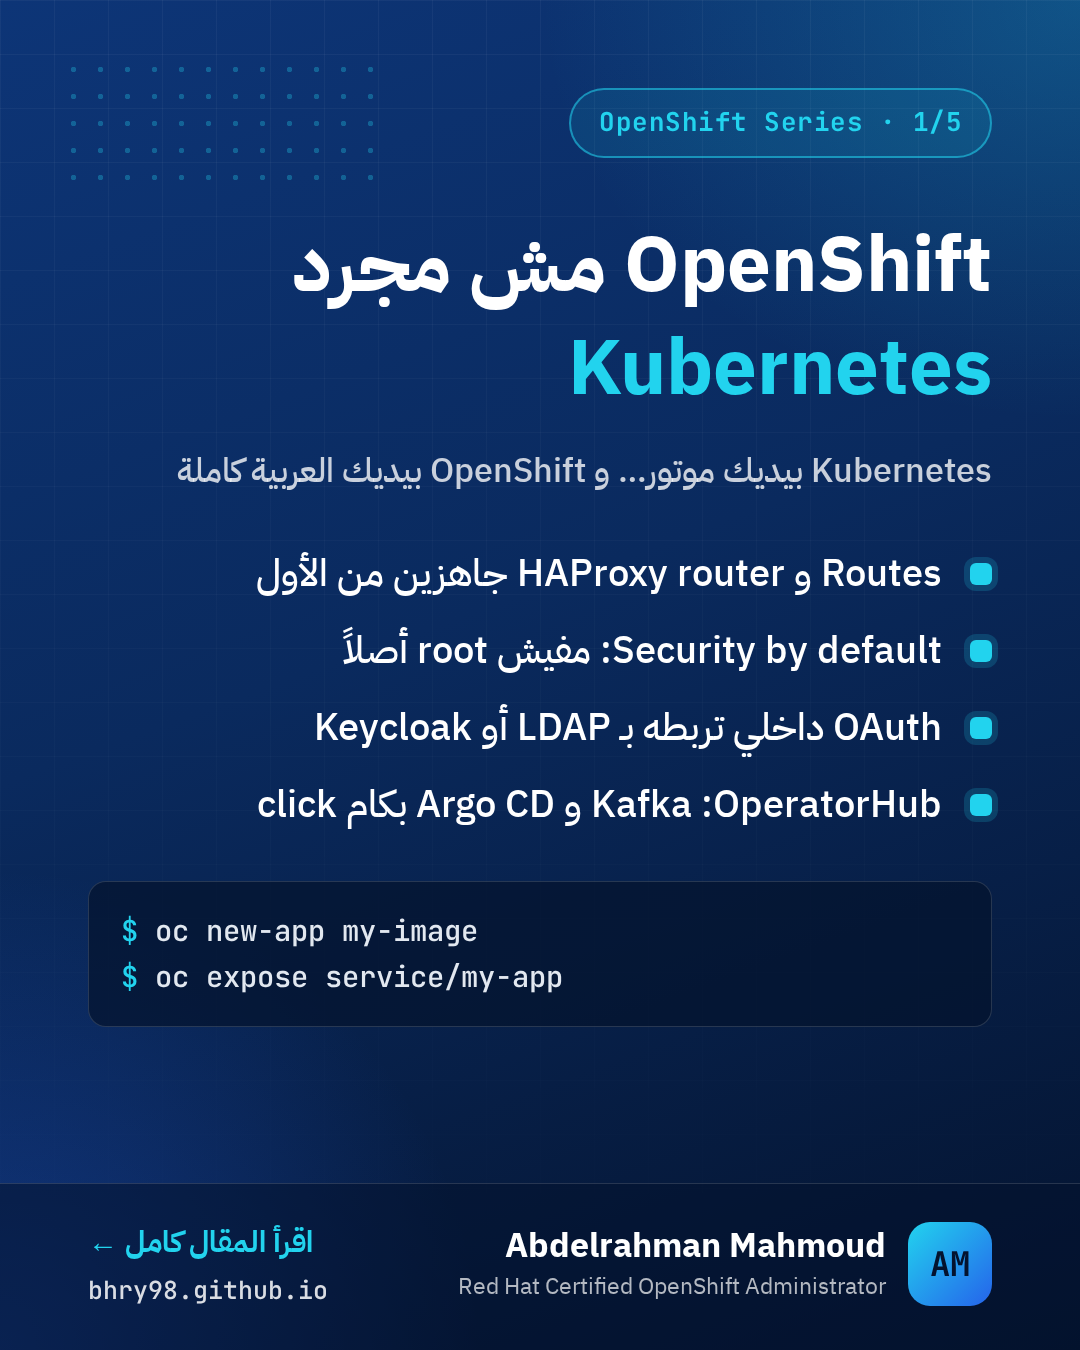 OpenShift Series · 1/5
OpenShift مش مجرد
Kubernetes
Kubernetes بيديك موتور... و OpenShift بيديك العربية كاملة
Routes و HAProxy router جاهزين من الأول
Security by default: مفيش root أصلاً
OAuth داخلي تربطه بـ LDAP أو Keycloak
OperatorHub: Kafka و Argo CD بكام click
$ oc new-app my-image
$ oc expose service/my-app
AM
Abdelrahman Mahmoud
Red Hat Certified OpenShift Administrator
اقرأ المقال كامل ←
bhry98.github.io